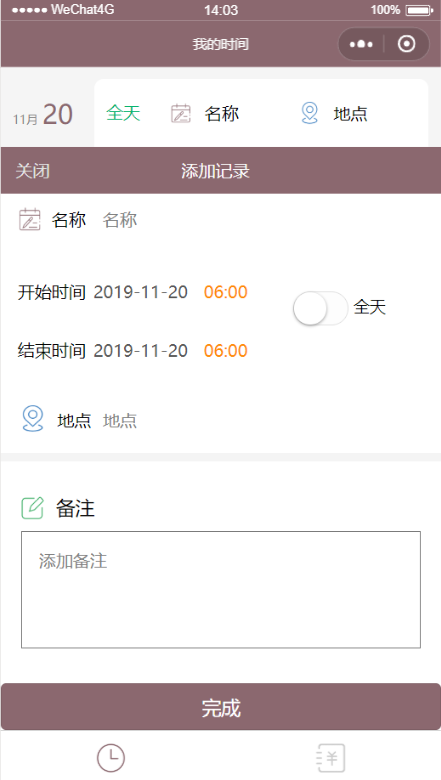 WeChat4G 14:03 100%
我的时间
11月 20 全天 名称 地点
关闭 添加记录
名称 名称
开始时间 2019-11-20 06:00
全天
结束时间 2019-11-20 06:00
地点 地点
备注
添加备注
完成